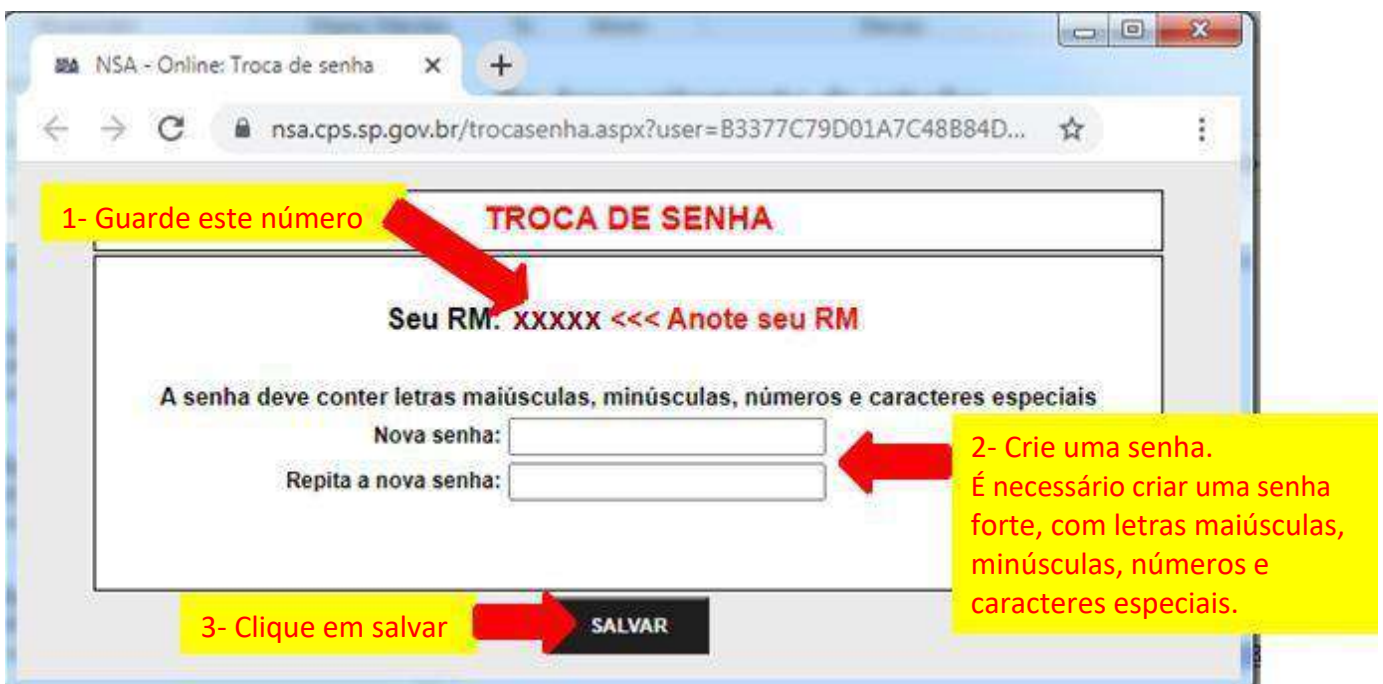 NSA - Online: Troca de senha
nsa.cps.sp.gov.br/trocasenha.aspx?user=B3377C79D01A7C48B84D...
1- Guarde este número
TROCA DE SENHA
Seu RM: xxxxx <<< Anote seu RM
A senha deve conter letras maiúsculas, minúsculas, números e caracteres especiais
Nova senha:
Repita a nova senha:
2- Crie uma senha.
É necessário criar uma senha
forte, com letras maiúsculas,
minúsculas, números e
caracteres especiais.
3- Clique em salvar
SALVAR